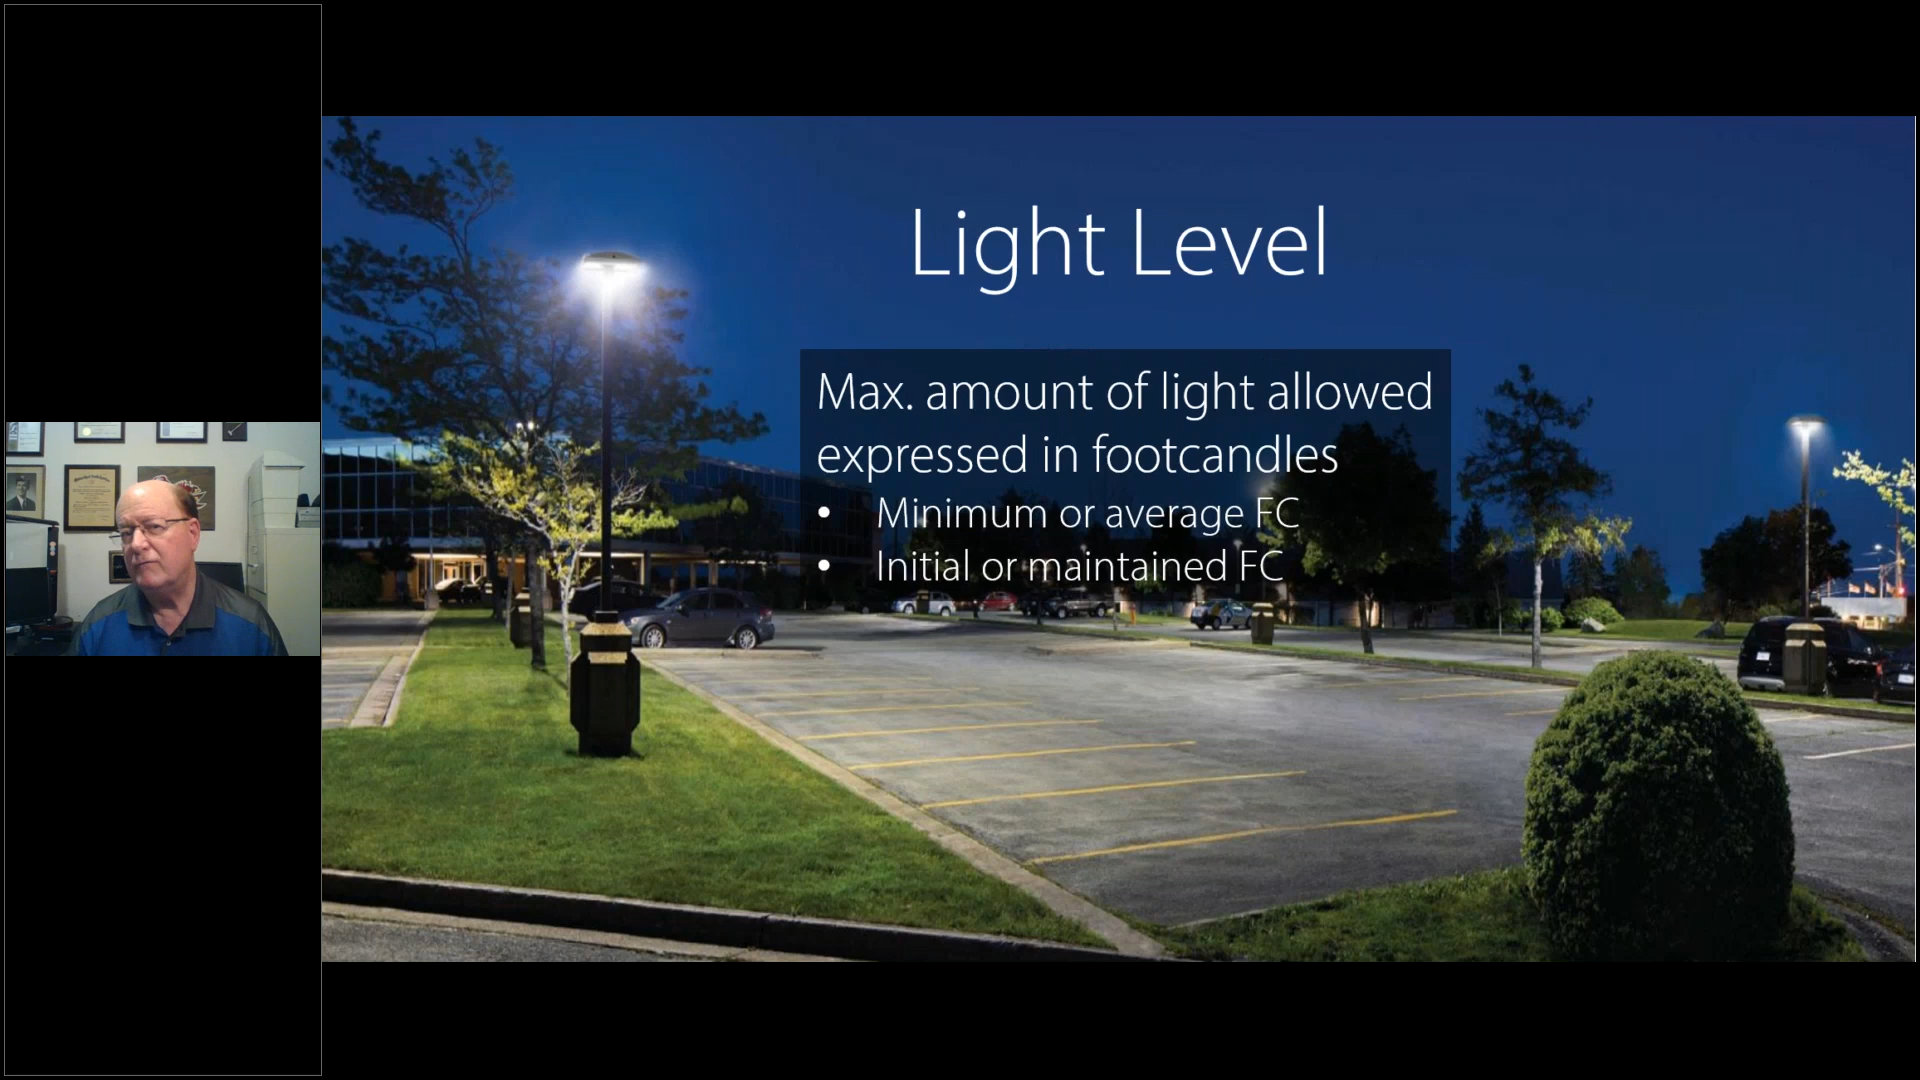 Light Level
Max. amount of light allowed
expressed in footcandles
• Minimum or average FC
• Initial or maintained FC